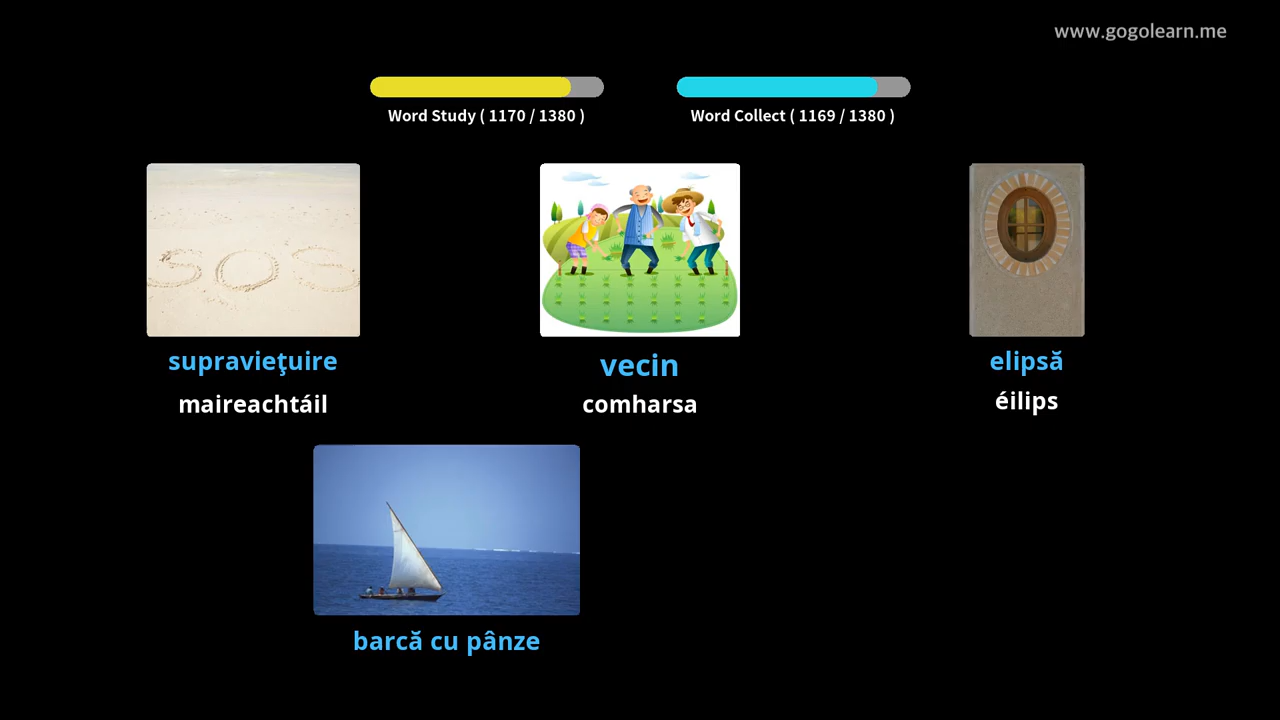 www.gogolearn.me
Word Study ( 1170 / 1380 )
Word Collect ( 1169 / 1380 )
SOS
supravieţuire
vecin
elipsă
maireachtáil
comharsa
éilips
barcă cu pânze